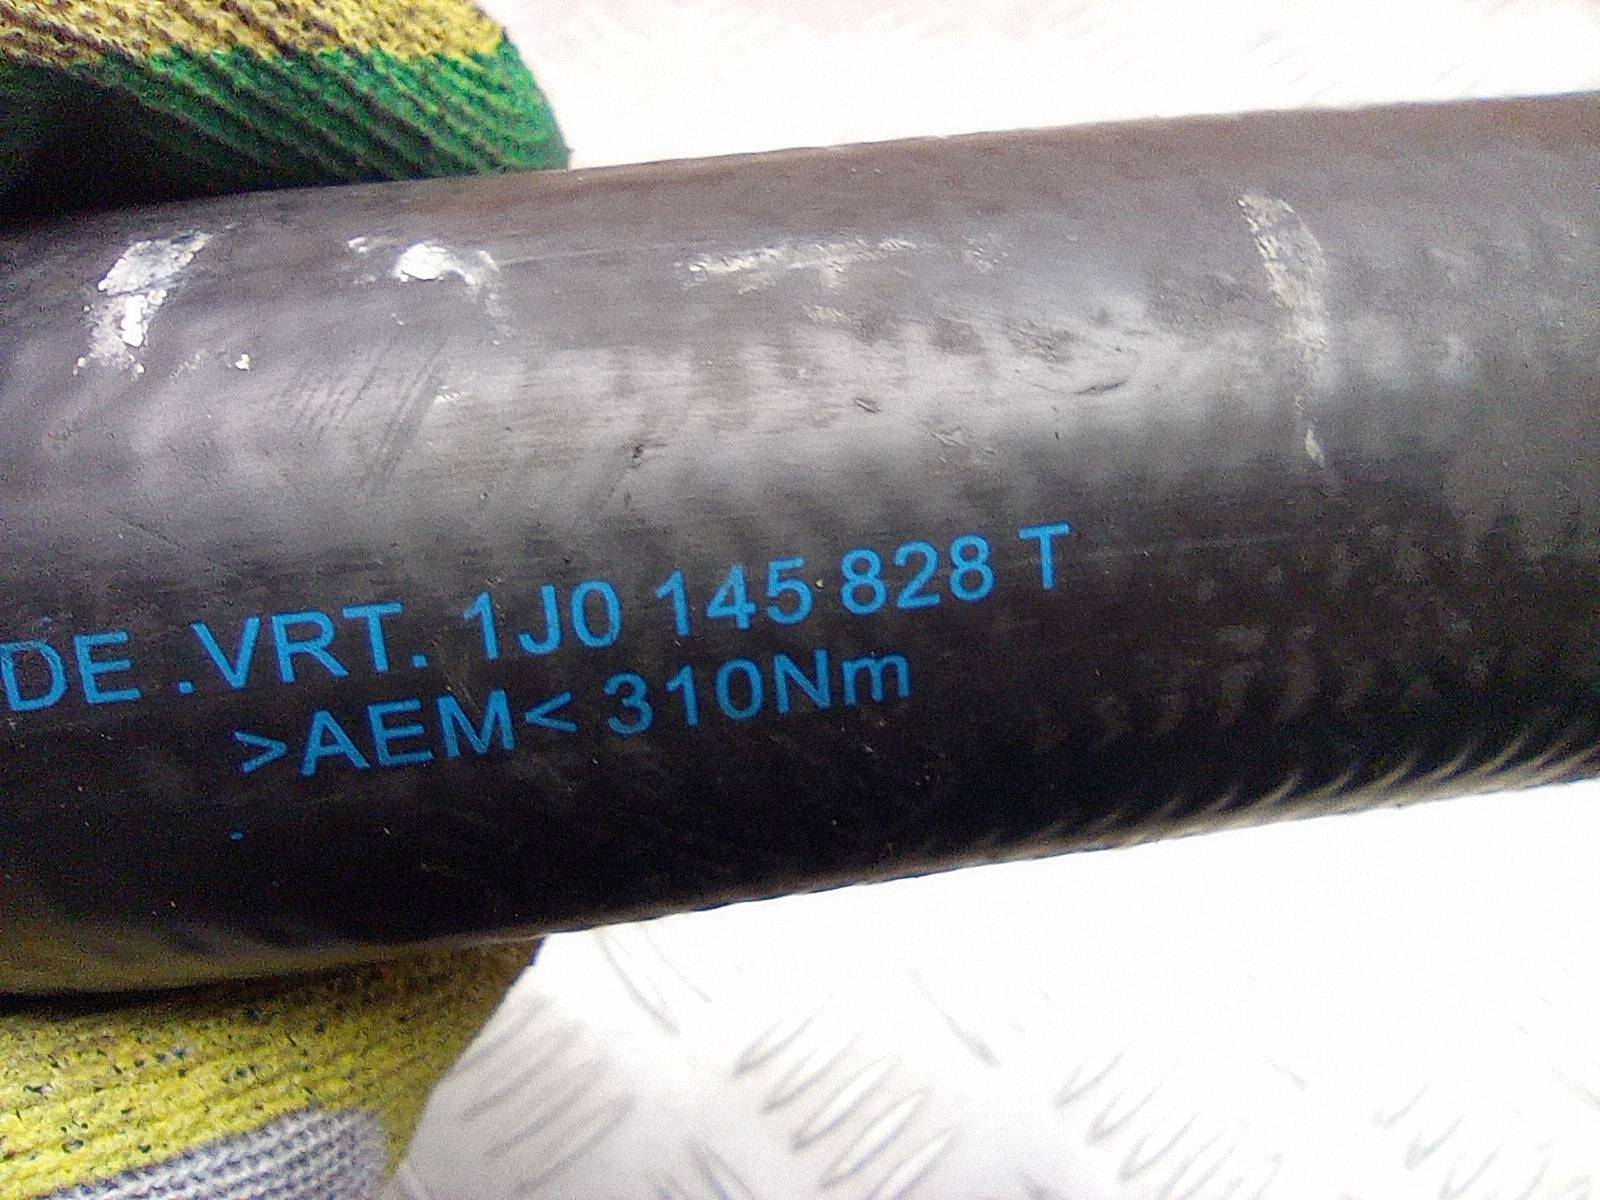 DE .VRT. 1J0 145 828 T
>AEM< 310Nm